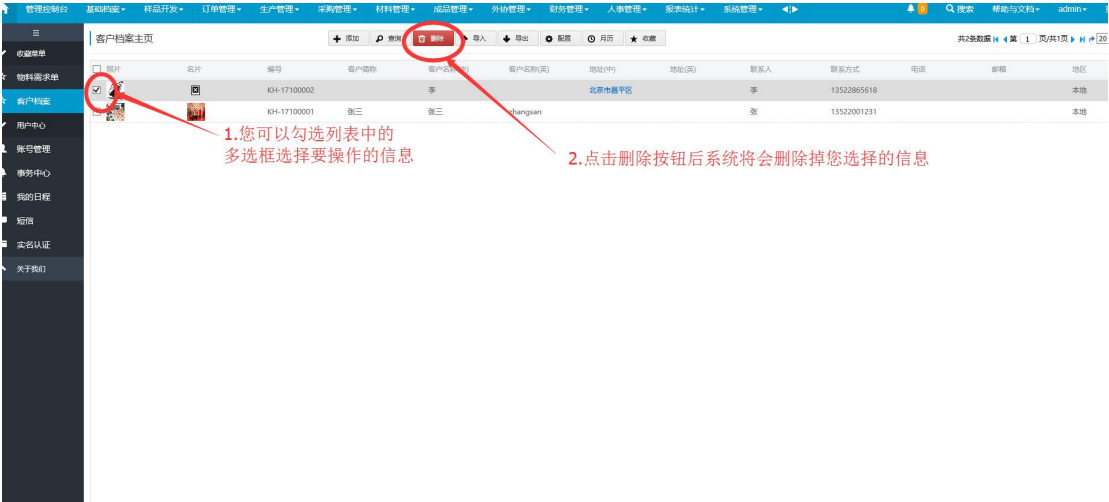 管理控制台 基础档案 样品开发 订单管理 生产管理 采购管理 材料管理 成品管理 外协管理 财务管理 人事管理 报表统计 系统管理 0 搜索 帮助与文档 admin
客户档案主页 添加 查询 删除 导入 导出 配置 月历 收藏 共2条数据 第 1 页/共1页 20
收藏菜单
物料需求单
客户档案
用户中心
账号管理
事务中心
我的日程
短信
实名认证
关于我们
照片 名片 编号 客户简称 客户名称(中) 客户名称(英) 地址(中) 地址(英) 联系人 联系方式 电话 邮箱 地区
KH-17100002 李 北京市昌平区 李 13522865618 本地
KH-17100001 张三 张三 zhangsan 张 13522001231 本地
1.您可以勾选列表中的
多选框选择要操作的信息
2.点击删除按钮后系统将会删除掉您选择的信息